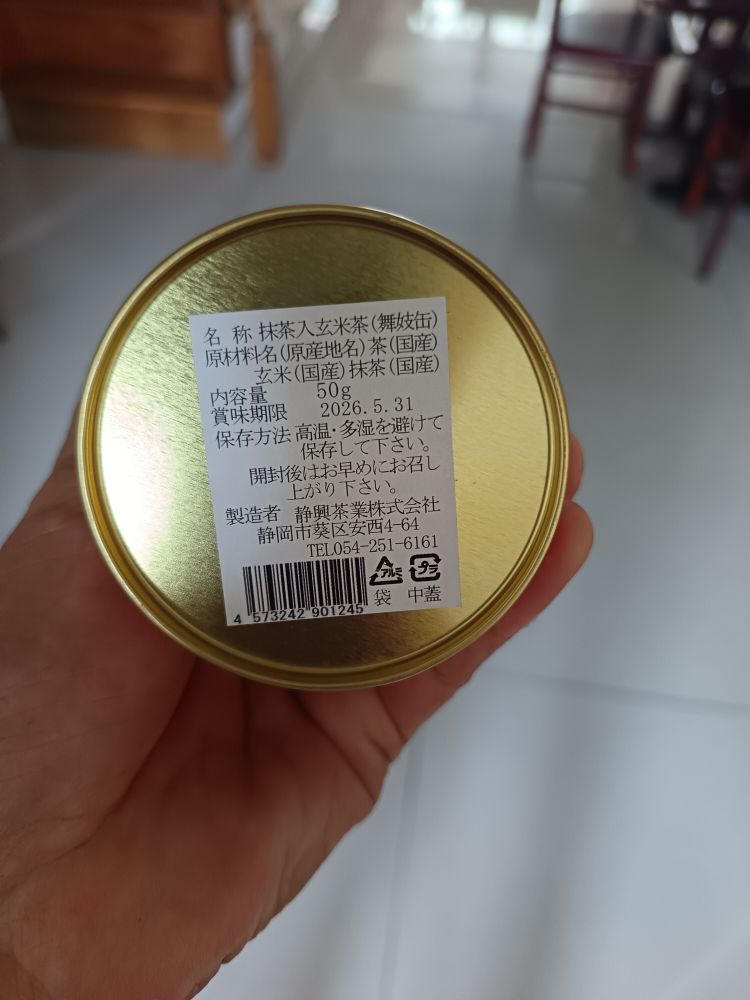 名 称 抹茶入玄米茶(舞妓缶)
原材料名(原産地名)茶(国産)
玄米(国産)抹茶(国産)
内容量 50g
賞味期限 2026.5.31
保存方法 高温・多湿を避けて
保存して下さい。
開封後はお早めにお召し
上がり下さい。
製造者 静興茶業株式会社
静岡市葵区安西4-64
TEL054-251-6161
アルミ プラ
袋 中蓋
4 573242 901245